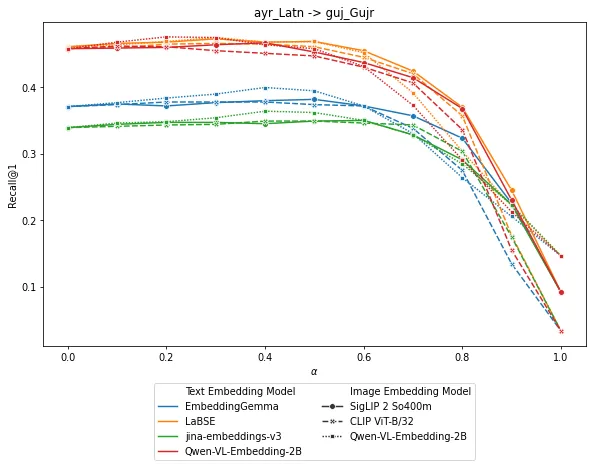 ayr_Latn -> guj_Gujr
Recall@1
0.4
0.3
0.2
0.1
0.0
0.2
0.4
0.6
0.8
1.0
α
Text Embedding Model
EmbeddingGemma
LaBSE
jina-embeddings-v3
Qwen-VL-Embedding-2B
Image Embedding Model
SigLIP 2 So400m
CLIP ViT-B/32
Qwen-VL-Embedding-2B